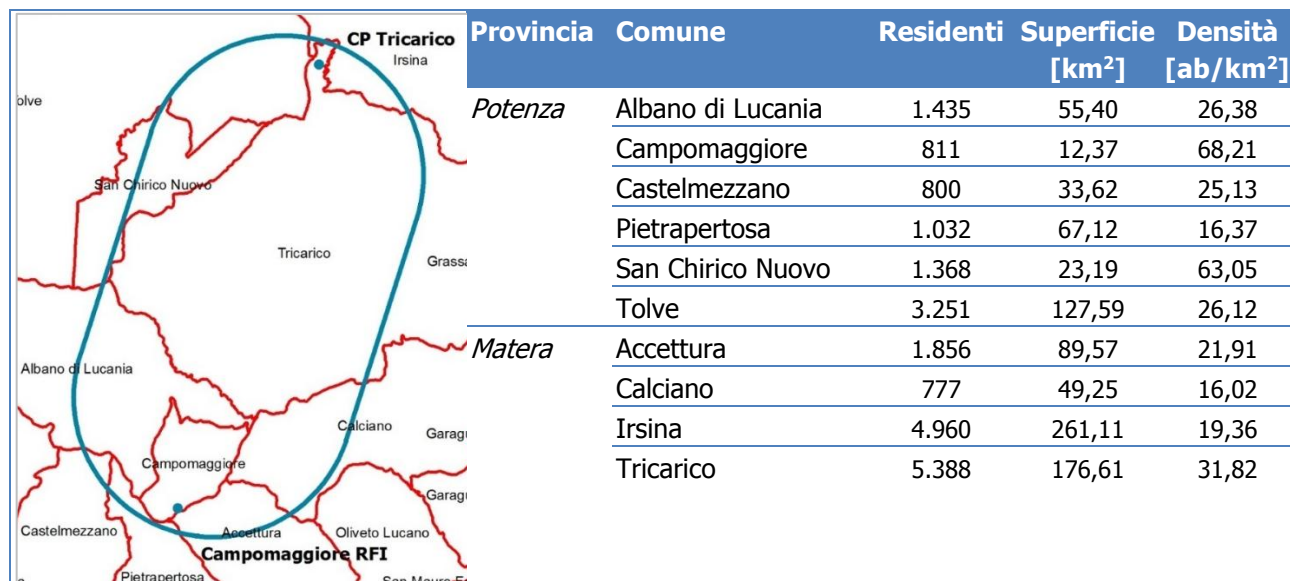 CP Tricarico
Irsina
olve
San Chirico Nuovo
Tricarico
Grassa
Albano di Lucania
Calciano
Garagu
Campomaggiore
Garagu
Castelmezzano
Accettura
Oliveto Lucano
Campomaggiore RFI
Pietrapertosa
Provincia Comune Residenti Superficie [km²] Densità [ab/km²]
Potenza Albano di Lucania 1.435 55,40 26,38
Campomaggiore 811 12,37 68,21
Castelmezzano 800 33,62 25,13
Pietrapertosa 1.032 67,12 16,37
San Chirico Nuovo 1.368 23,19 63,05
Tolve 3.251 127,59 26,12
Matera Accettura 1.856 89,57 21,91
Calciano 777 49,25 16,02
Irsina 4.960 261,11 19,36
Tricarico 5.388 176,61 31,82